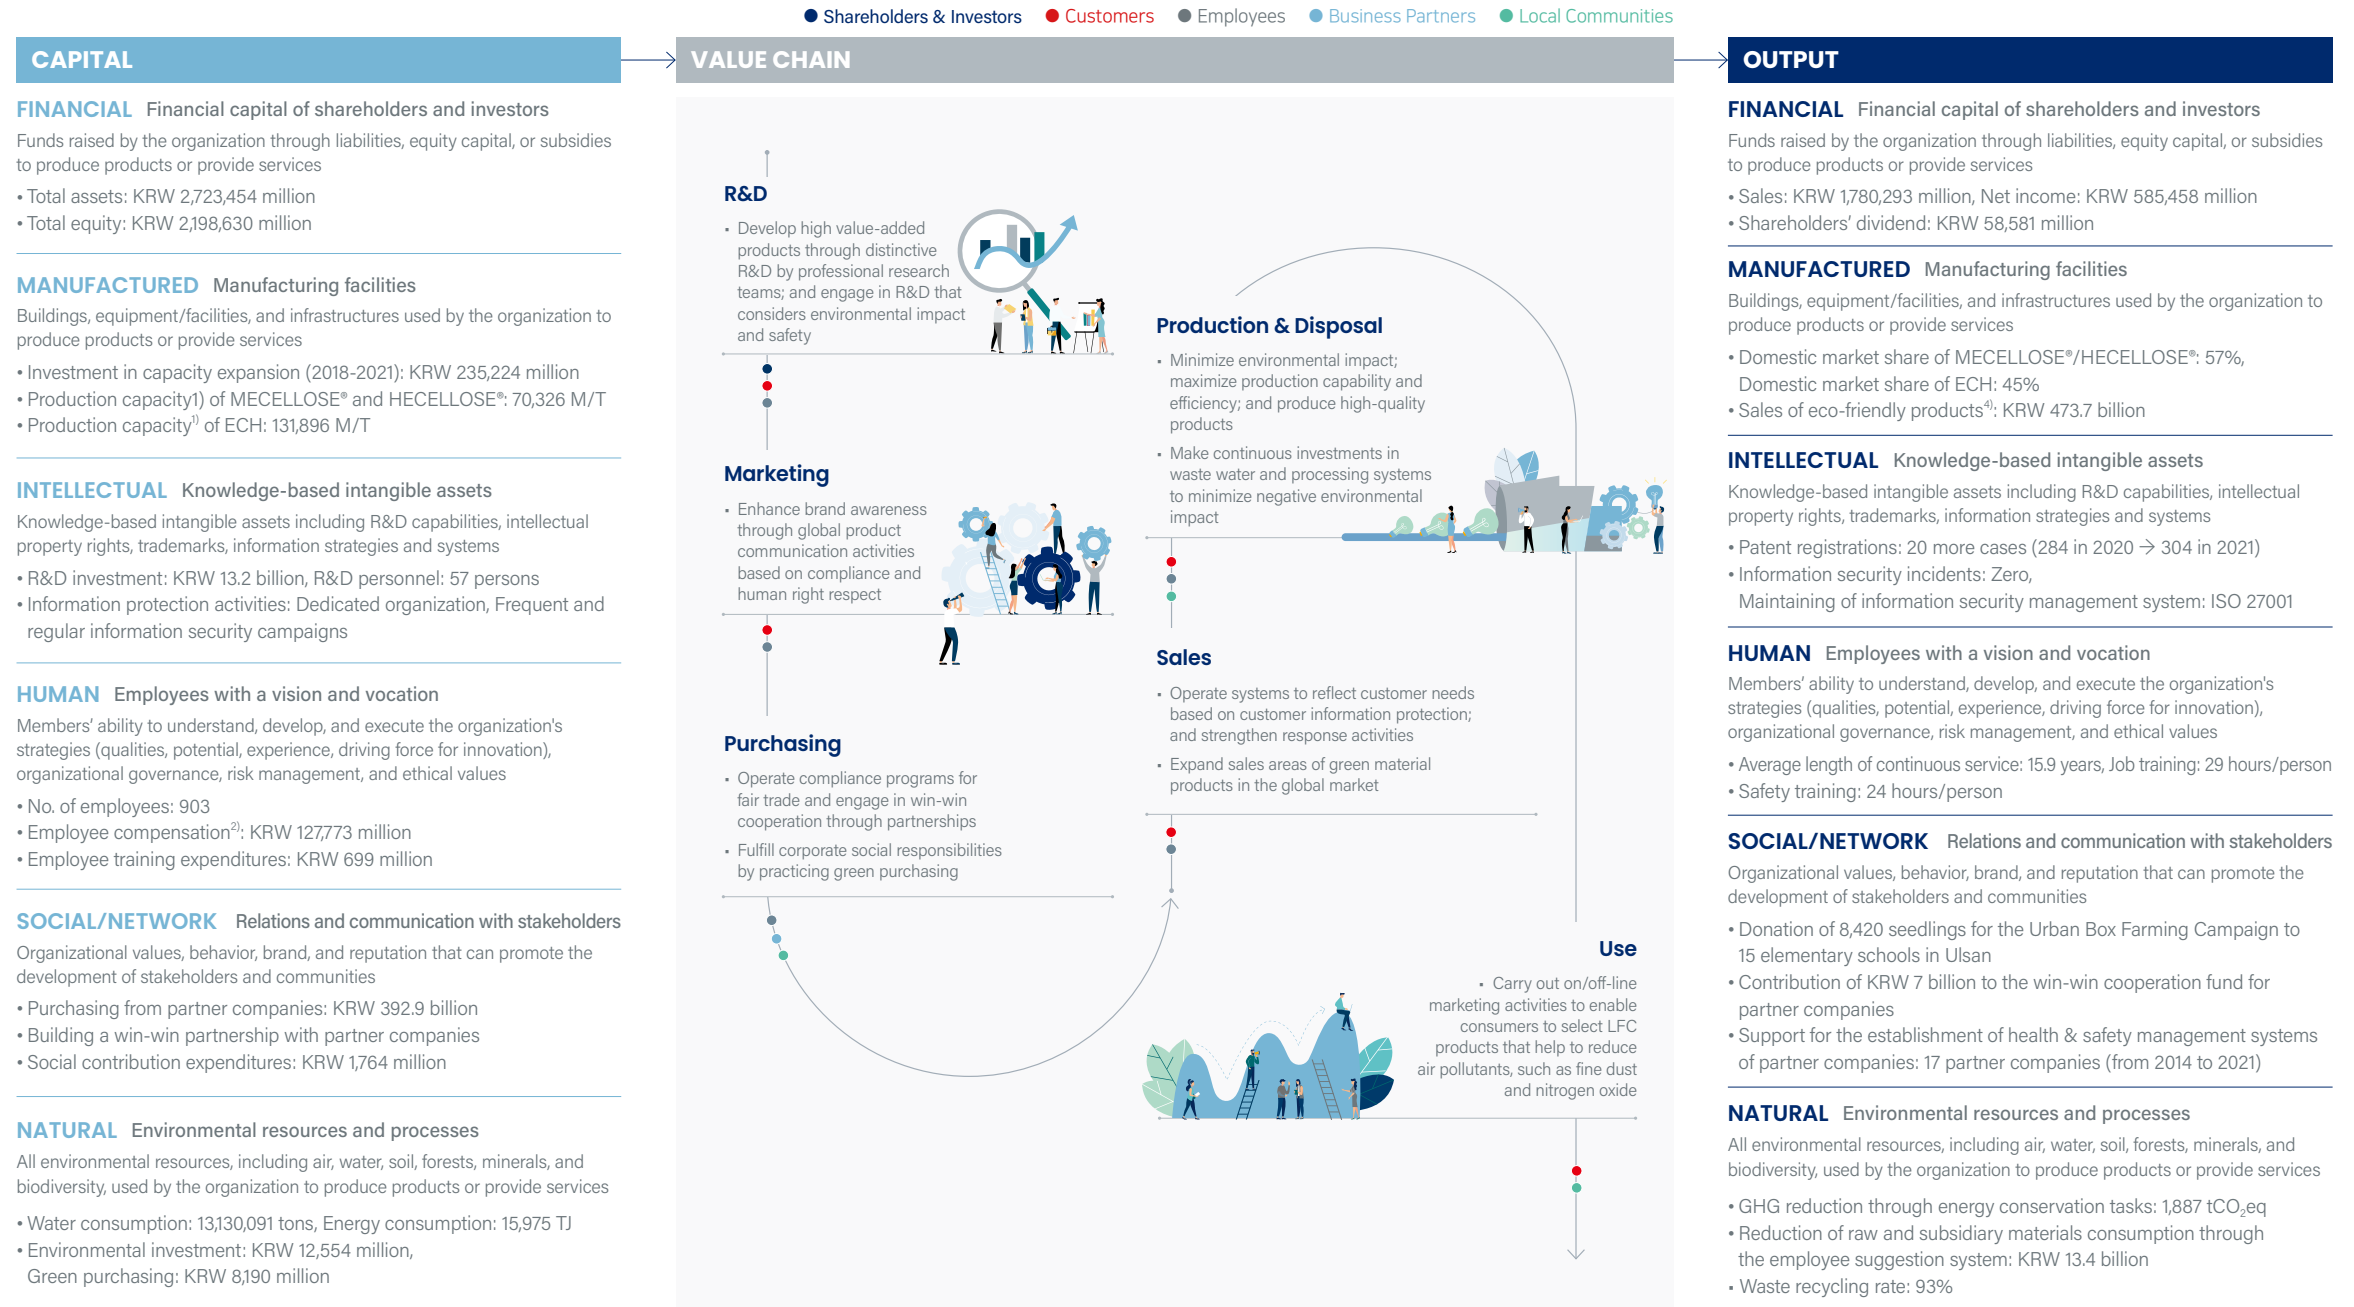 Shareholders & Investors Customers Employees Business Partners Local Communities
CAPITAL
FINANCIAL Financial capital of shareholders and investors
Funds raised by the organization through liabilities, equity capital, or subsidies
to produce products or provide services
• Total assets: KRW 2,723,454 million
• Total equity: KRW 2,198,630 million
MANUFACTURED Manufacturing facilities
Buildings, equipment/facilities, and infrastructures used by the organization to
produce products or provide services
• Investment in capacity expansion (2018-2021): KRW 235,224 million
• Production capacity1) of MECELLOSE® and HECELLOSE®: 70,326 M/T
• Production capacity1) of ECH: 131,896 M/T
INTELLECTUAL Knowledge-based intangible assets
Knowledge-based intangible assets including R&D capabilities, intellectual
property rights, trademarks, information strategies and systems
• R&D investment: KRW 13.2 billion, R&D personnel: 57 persons
• Information protection activities: Dedicated organization, Frequent and
regular information security campaigns
HUMAN Employees with a vision and vocation
Members’ ability to understand, develop, and execute the organization's
strategies (qualities, potential, experience, driving force for innovation),
organizational governance, risk management, and ethical values
• No. of employees: 903
• Employee compensation2): KRW 127,773 million
• Employee training expenditures: KRW 699 million
SOCIAL/NETWORK Relations and communication with stakeholders
Organizational values, behavior, brand, and reputation that can promote the
development of stakeholders and communities
• Purchasing from partner companies: KRW 392.9 billion
• Building a win-win partnership with partner companies
• Social contribution expenditures: KRW 1,764 million
NATURAL Environmental resources and processes
All environmental resources, including air, water, soil, forests, minerals, and
biodiversity, used by the organization to produce products or provide services
• Water consumption: 13,130,091 tons, Energy consumption: 15,975 TJ
• Environmental investment: KRW 12,554 million,
Green purchasing: KRW 8,190 million
VALUE CHAIN
R&D
▪ Develop high value-added
products through distinctive
R&D by professional research
teams; and engage in R&D that
considers environmental impact
and safety
Marketing
▪ Enhance brand awareness
through global product
communication activities
based on compliance and
human right respect
Purchasing
▪ Operate compliance programs for
fair trade and engage in win-win
cooperation through partnerships
▪ Fulfill corporate social responsibilities
by practicing green purchasing
Production & Disposal
▪ Minimize environmental impact;
maximize production capability and
efficiency; and produce high-quality
products
▪ Make continuous investments in
waste water and processing systems
to minimize negative environmental
impact
Sales
▪ Operate systems to reflect customer needs
based on customer information protection;
and strengthen response activities
▪ Expand sales areas of green material
products in the global market
Use
▪ Carry out on/off-line
marketing activities to enable
consumers to select LFC
products that help to reduce
air pollutants, such as fine dust
and nitrogen oxide
OUTPUT
FINANCIAL Financial capital of shareholders and investors
Funds raised by the organization through liabilities, equity capital, or subsidies
to produce products or provide services
• Sales: KRW 1,780,293 million, Net income: KRW 585,458 million
• Shareholders’ dividend: KRW 58,581 million
MANUFACTURED Manufacturing facilities
Buildings, equipment/facilities, and infrastructures used by the organization to
produce products or provide services
• Domestic market share of MECELLOSE®/HECELLOSE®: 57%,
Domestic market share of ECH: 45%
• Sales of eco-friendly products4): KRW 473.7 billion
INTELLECTUAL Knowledge-based intangible assets
Knowledge-based intangible assets including R&D capabilities, intellectual
property rights, trademarks, information strategies and systems
• Patent registrations: 20 more cases (284 in 2020 → 304 in 2021)
• Information security incidents: Zero,
Maintaining of information security management system: ISO 27001
HUMAN Employees with a vision and vocation
Members’ ability to understand, develop, and execute the organization's
strategies (qualities, potential, experience, driving force for innovation),
organizational governance, risk management, and ethical values
• Average length of continuous service: 15.9 years, Job training: 29 hours/person
• Safety training: 24 hours/person
SOCIAL/NETWORK Relations and communication with stakeholders
Organizational values, behavior, brand, and reputation that can promote the
development of stakeholders and communities
• Donation of 8,420 seedlings for the Urban Box Farming Campaign to
15 elementary schools in Ulsan
• Contribution of KRW 7 billion to the win-win cooperation fund for
partner companies
• Support for the establishment of health & safety management systems
of partner companies: 17 partner companies (from 2014 to 2021)
NATURAL Environmental resources and processes
All environmental resources, including air, water, soil, forests, minerals, and
biodiversity, used by the organization to produce products or provide services
• GHG reduction through energy conservation tasks: 1,887 tCO₂eq
• Reduction of raw and subsidiary materials consumption through
the employee suggestion system: KRW 13.4 billion
▪ Waste recycling rate: 93%